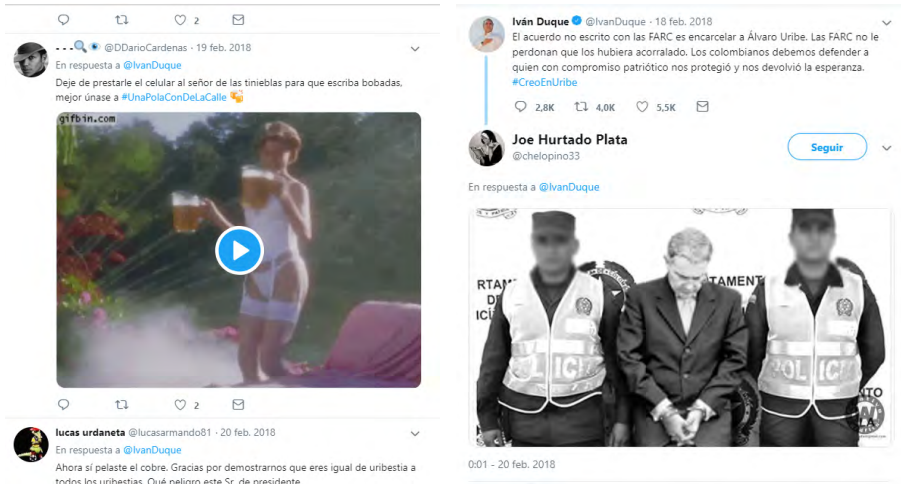 2
- - - @DDarioCardenas · 19 feb. 2018
En respuesta a @IvanDuque
Deje de prestarle el celular al señor de las tinieblas para que escriba bobadas,
mejor únase a #UnaPolaConDeLaCalle
gifbin.com
2
lucas urdaneta @lucasarmando81 · 20 feb. 2018
En respuesta a @IvanDuque
Ahora sí pelaste el cobre. Gracias por demostrarnos que eres igual de uribestia a
todos los uribestias. Qué peligro este Sr. de presidente
Iván Duque @IvanDuque · 18 feb. 2018
El acuerdo no escrito con las FARC es encarcelar a Álvaro Uribe. Las FARC no le
perdonan que los hubiera acorralado. Los colombianos debemos defender a
quien con compromiso patriótico nos protegió y nos devolvió la esperanza.
#CreoEnUribe
2,8K 4,0K 5,5K
Joe Hurtado Plata
@chelopino33
Seguir
En respuesta a @IvanDuque
RTAM
TAMENT
DE
ICÍA
POLICIA
POLICIA
NTO
0:01 - 20 feb. 2018